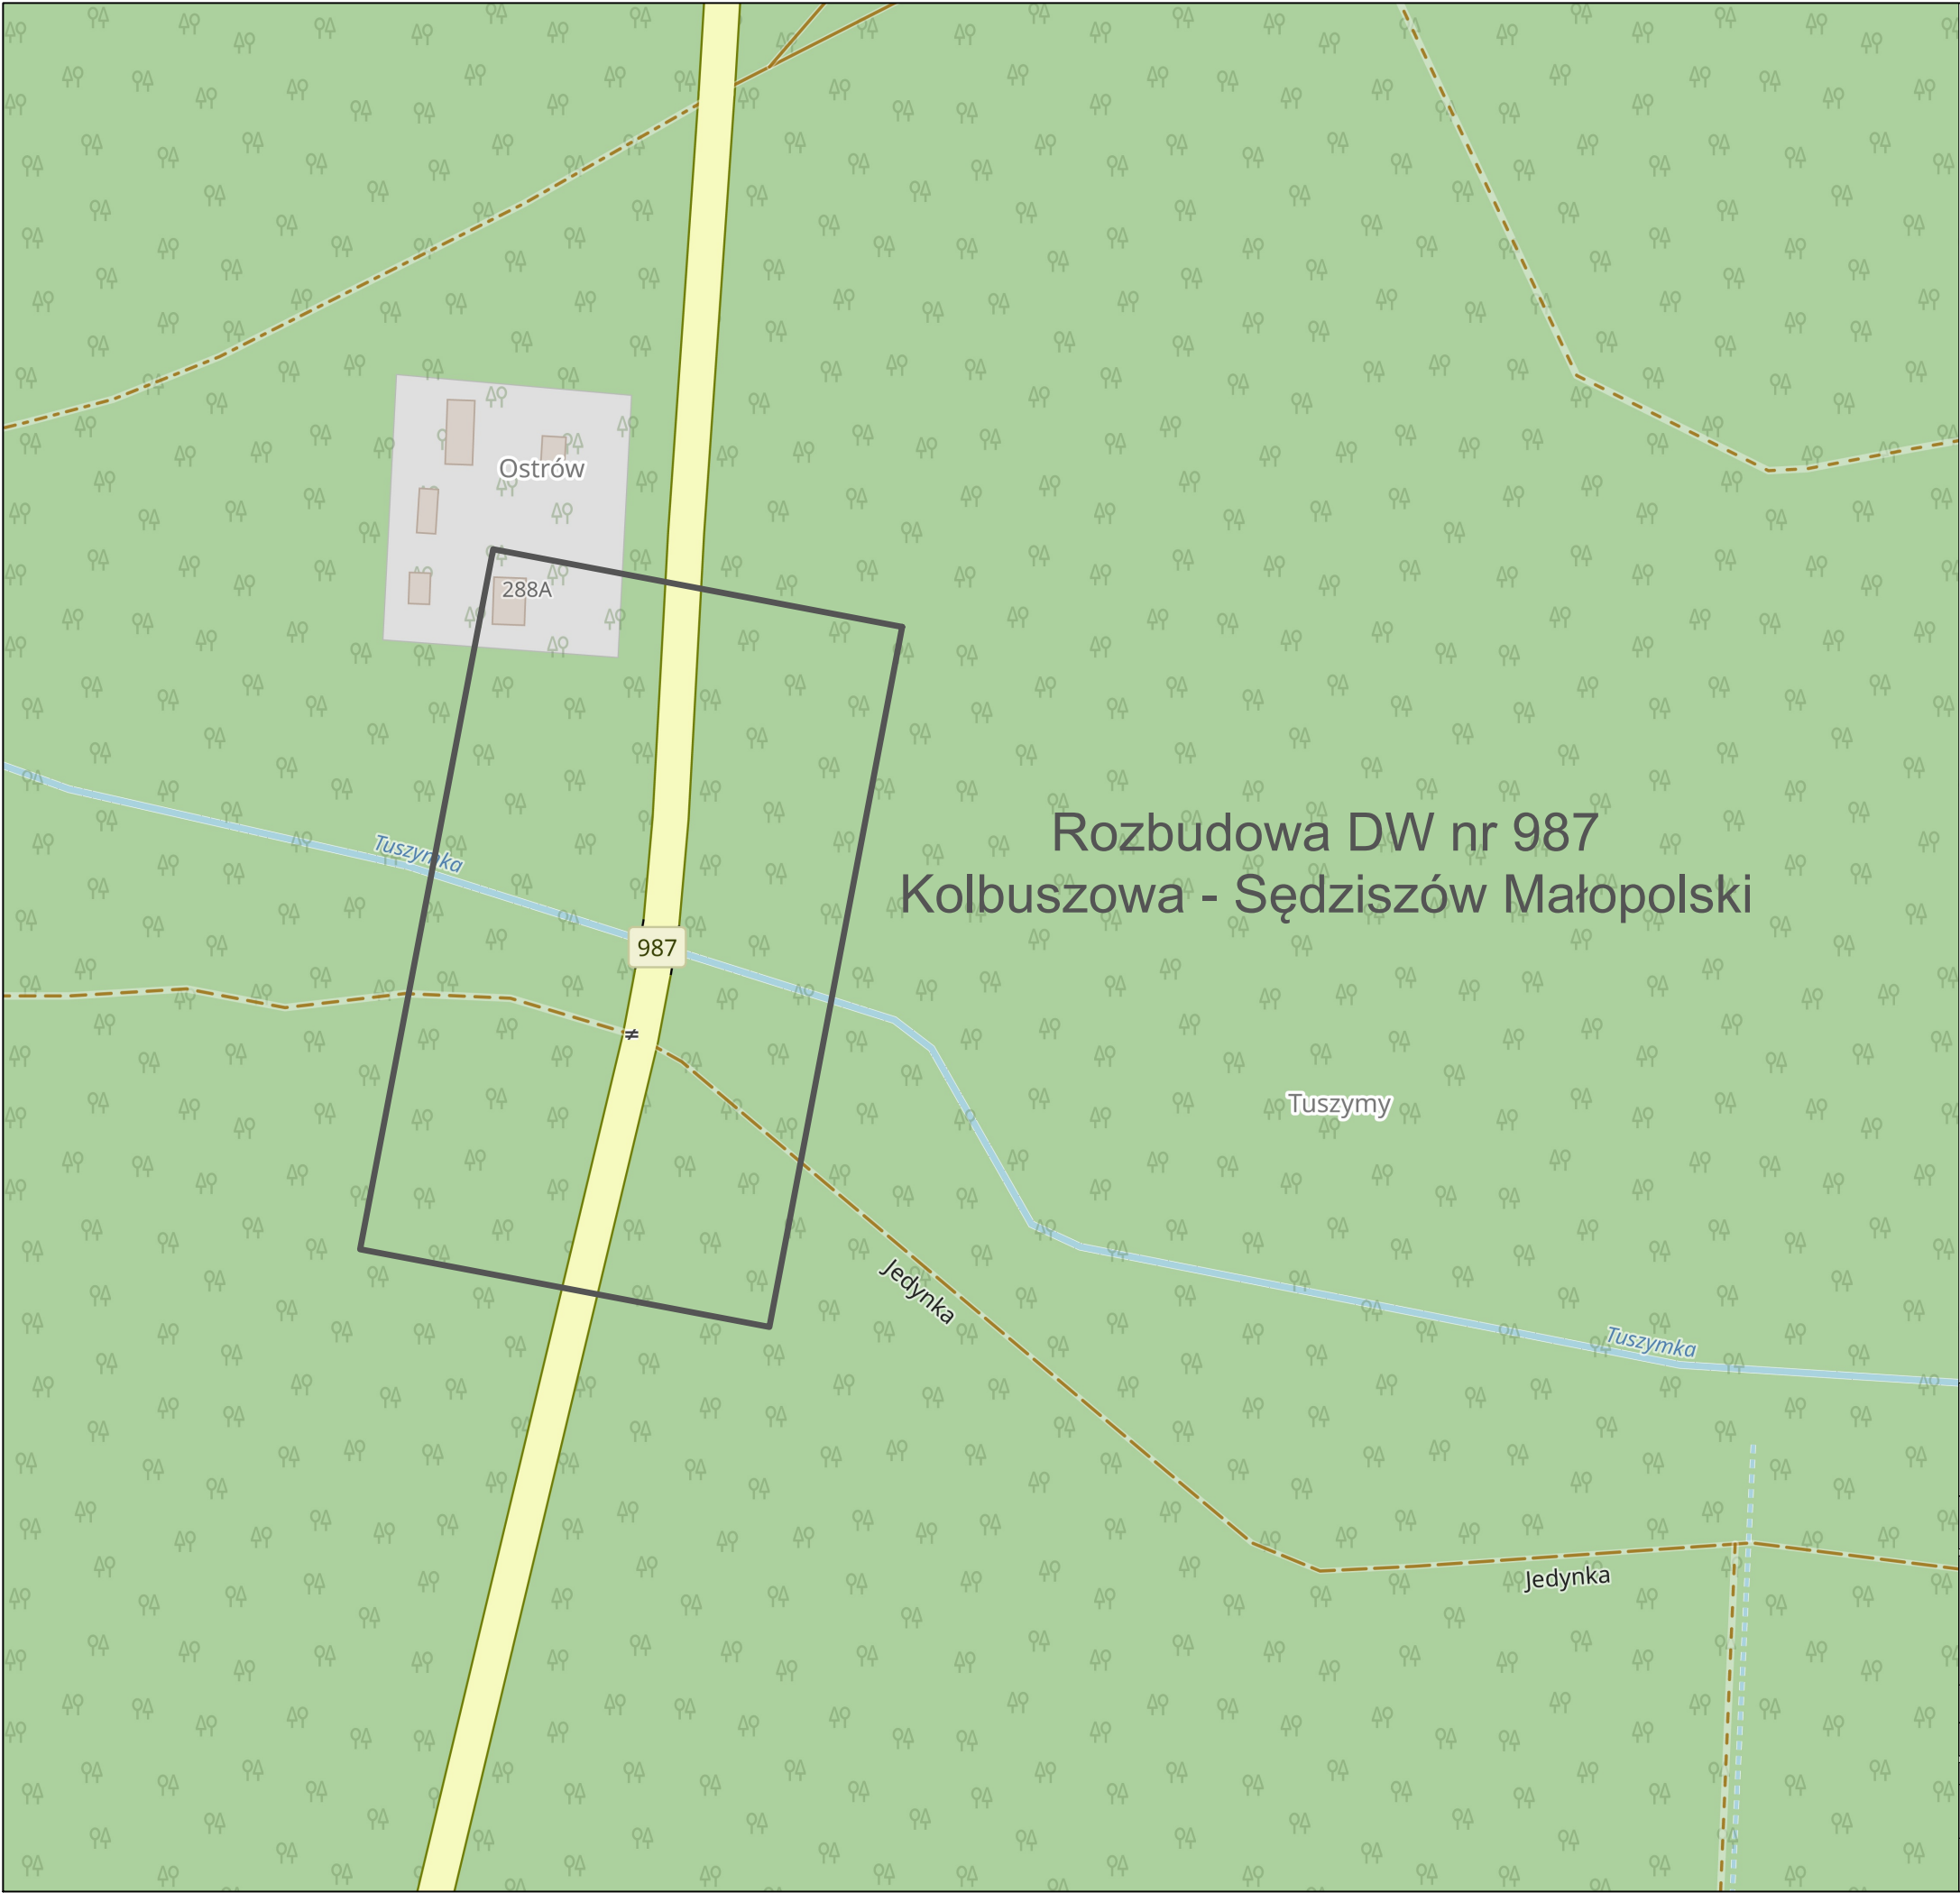 Ostrów
288A
Rozbudowa DW nr 987
Kolbuszowa - Sędziszów Małopolski
Tuszymka
987
≠
Tuszymy
Jedynka
Tuszymka
Jedynka